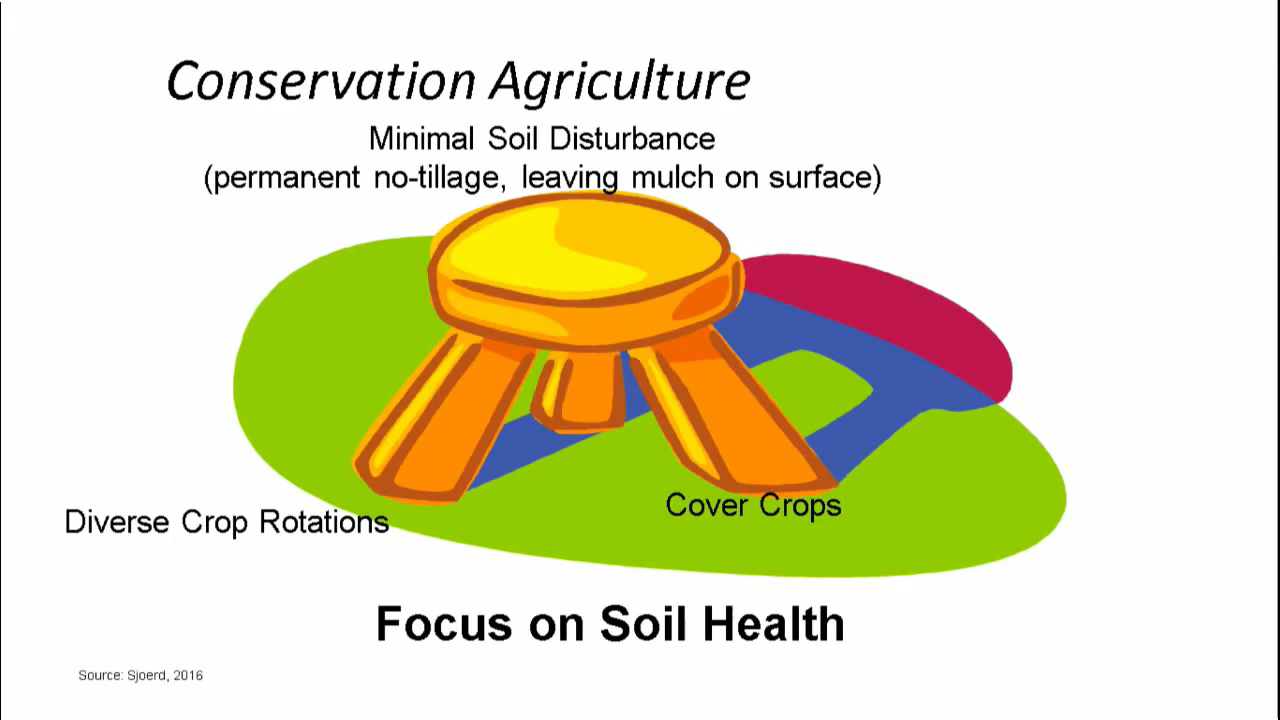 Conservation Agriculture
Minimal Soil Disturbance
(permanent no-tillage, leaving mulch on surface)
Cover Crops
Diverse Crop Rotations
Focus on Soil Health
Source: Sjoerd, 2016